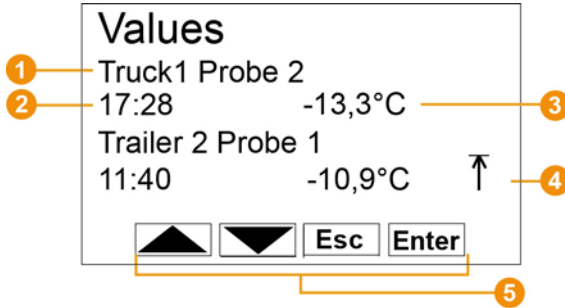 Values
1 Truck1 Probe 2
2 17:28 -13,3°C 3
Trailer 2 Probe 1
11:40 -10,9°C 4
Esc Enter
5